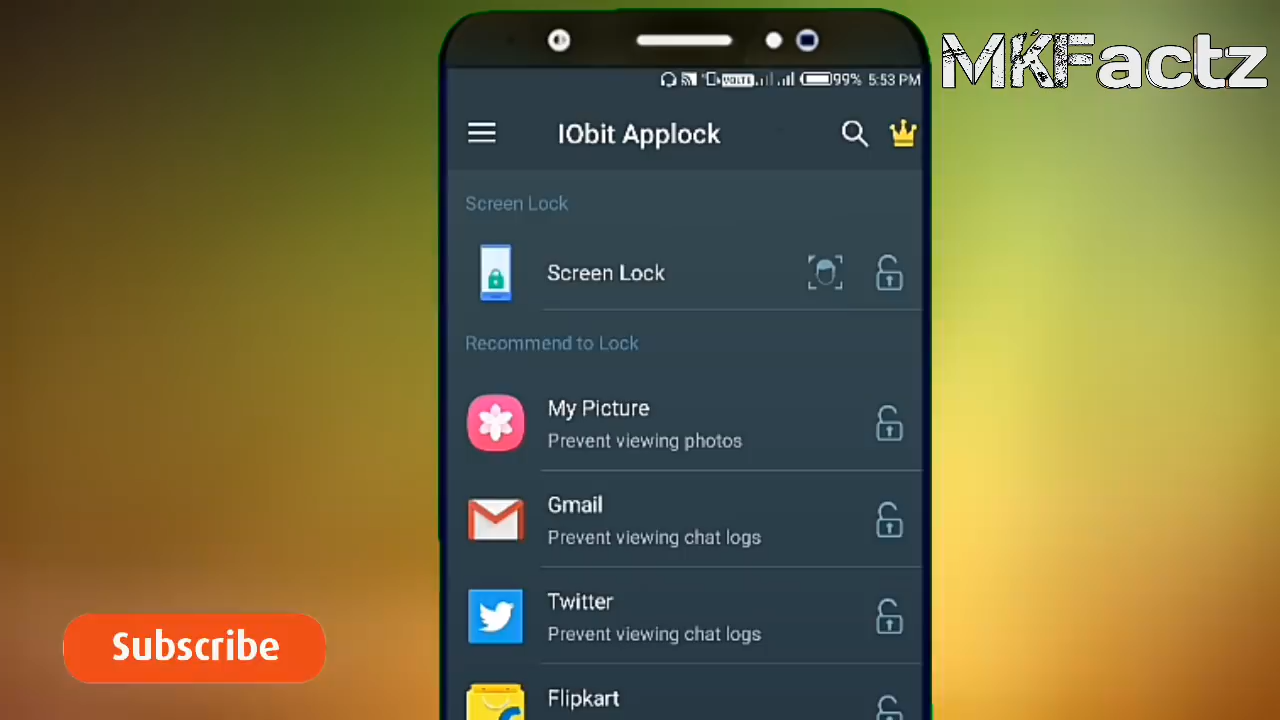 MKFactz
VOLTE 99% 5:53 PM
IObit Applock
Screen Lock
Screen Lock
Recommend to Lock
My Picture
Prevent viewing photos
Gmail
Prevent viewing chat logs
Twitter
Prevent viewing chat logs
Subscribe
Flipkart